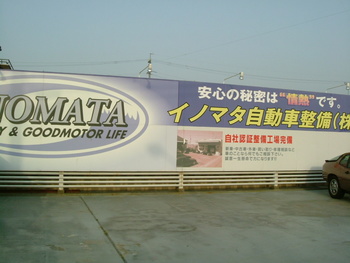 NOMATA
Y & GOODMOTOR LIFE
安心の秘密は"情熱"です。
イノマタ自動車整備(株
自社認証整備工場完備